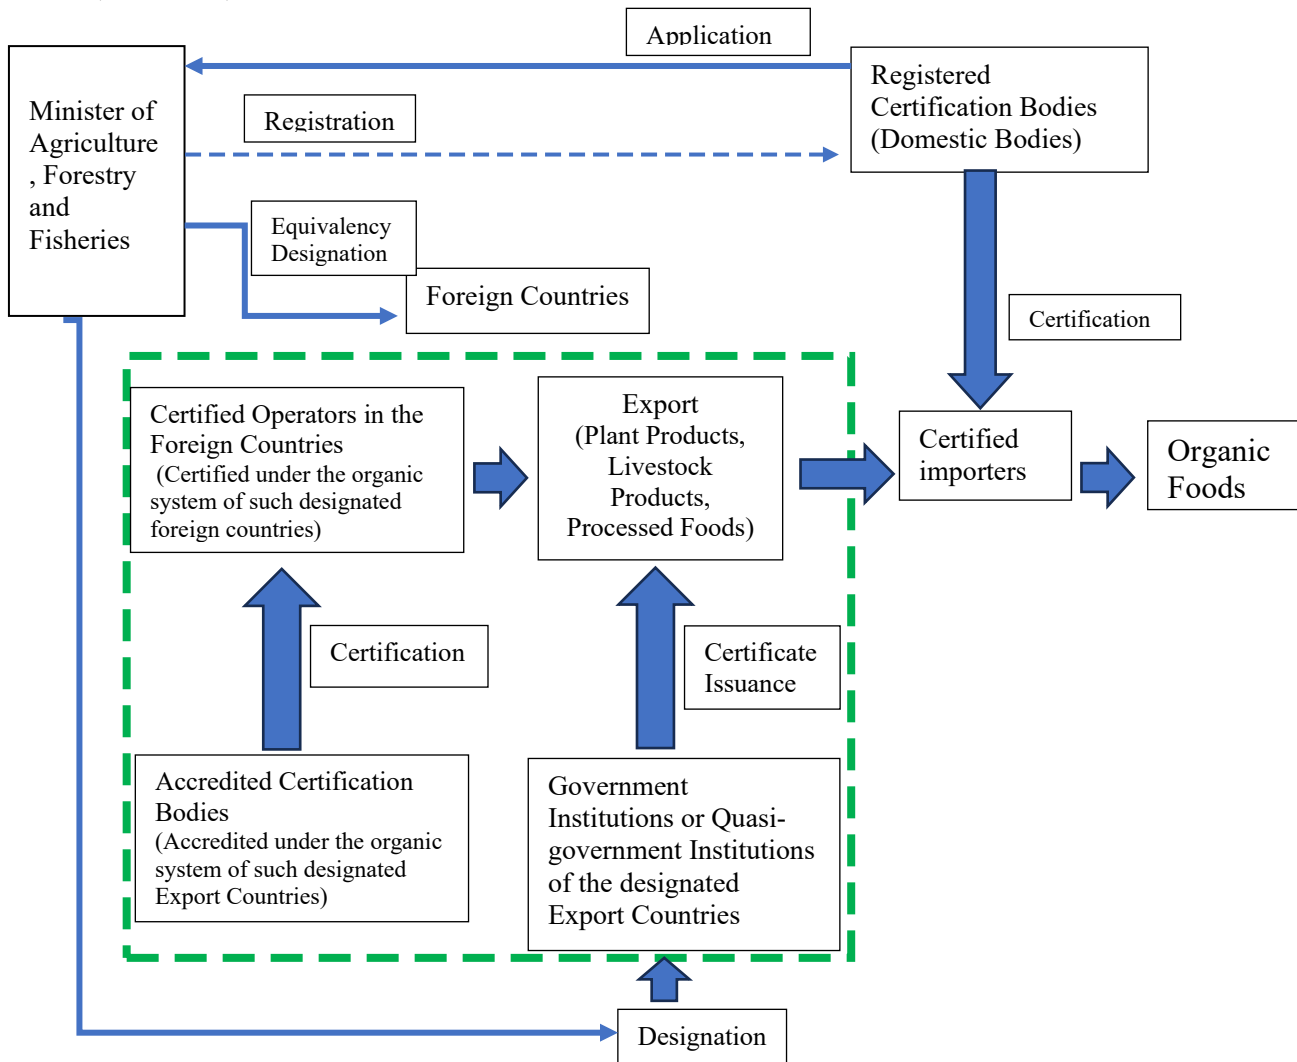 Application
Registered
Certification Bodies
(Domestic Bodies)
Minister of
Agriculture
, Forestry
and
Fisheries
Registration
Equivalency
Designation
Foreign Countries
Certification
Certified Operators in the
Foreign Countries
(Certified under the organic
system of such designated
foreign countries)
Export
(Plant Products,
Livestock
Products,
Processed Foods)
Certified
importers
Organic
Foods
Certification
Certificate
Issuance
Accredited Certification
Bodies
(Accredited under the organic
system of such designated
Export Countries)
Government
Institutions or Quasi-
government Institutions
of the designated
Export Countries
Designation